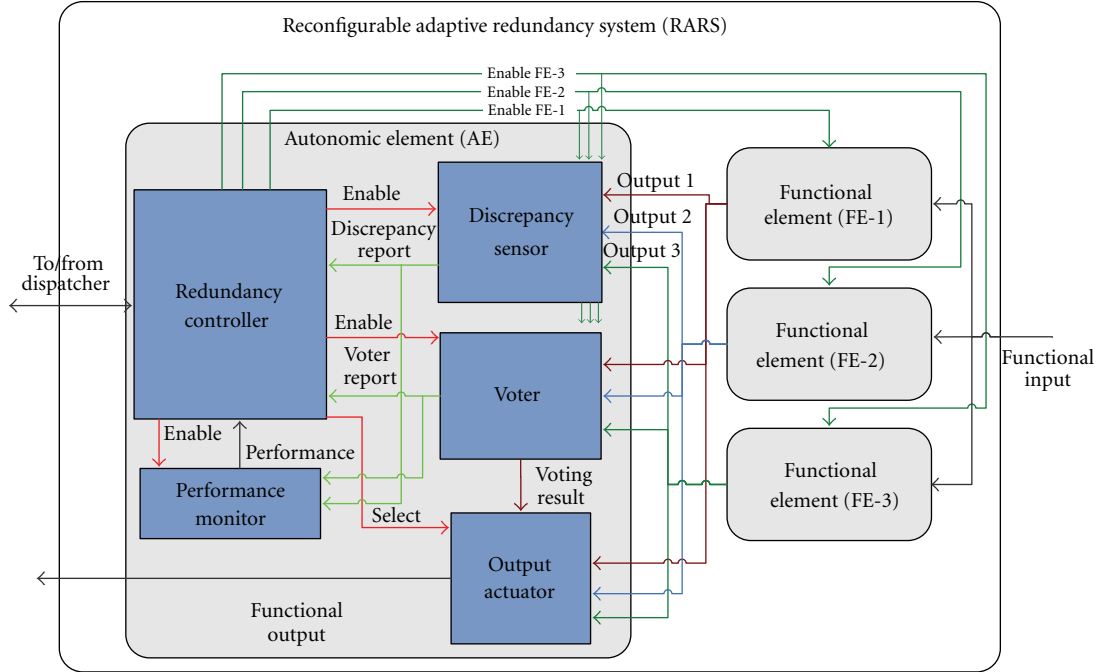 Reconfigurable adaptive redundancy system (RARS)
Enable FE-3
Enable FE-2
Enable FE-1
Autonomic element (AE)
Enable
Discrepancy
report
Discrepancy
sensor
Output 1
Output 2
Output 3
Functional
element (FE-1)
To/from
dispatcher
Redundancy
controller
Enable
Voter
report
Voter
Functional
element (FE-2)
Functional
input
Enable
Performance
Performance
monitor
Select
Voting
result
Functional
element (FE-3)
Output
actuator
Functional
output